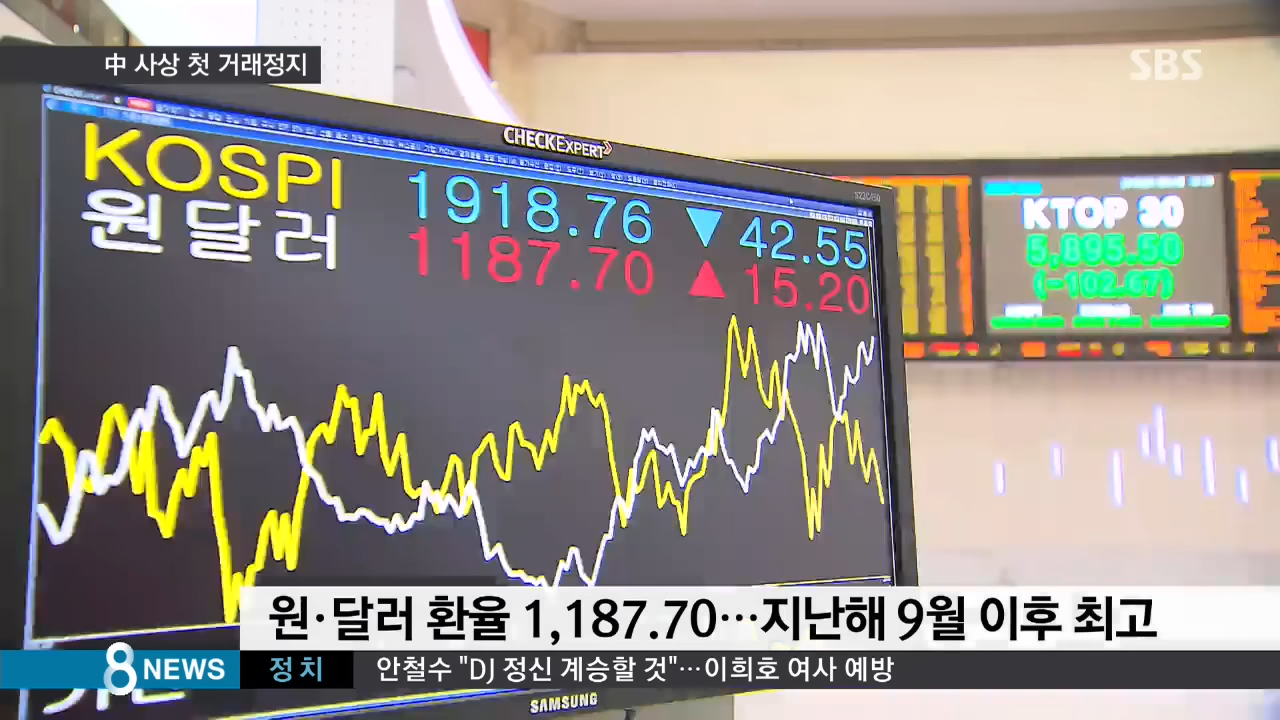 中 사상 첫 거래정지
SBS
CHECKEXPERT
KOSPI 1918.76 ▼ 42.55
원달러 1187.70 ▲ 15.20
KTOP 30
5,895.50
(-102.67)
원·달러 환율 1,187.70…지난해 9월 이후 최고
8 NEWS 정치 안철수 "DJ 정신 계승할 것"…이희호 여사 예방
SAMSUNG